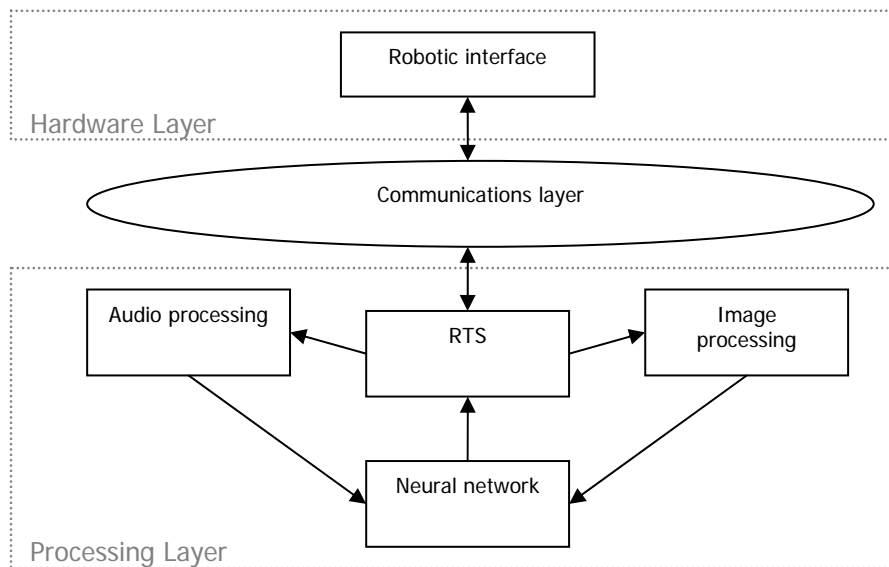 Robotic interface
Hardware Layer
Communications layer
Audio processing
RTS
Image
processing
Neural network
Processing Layer